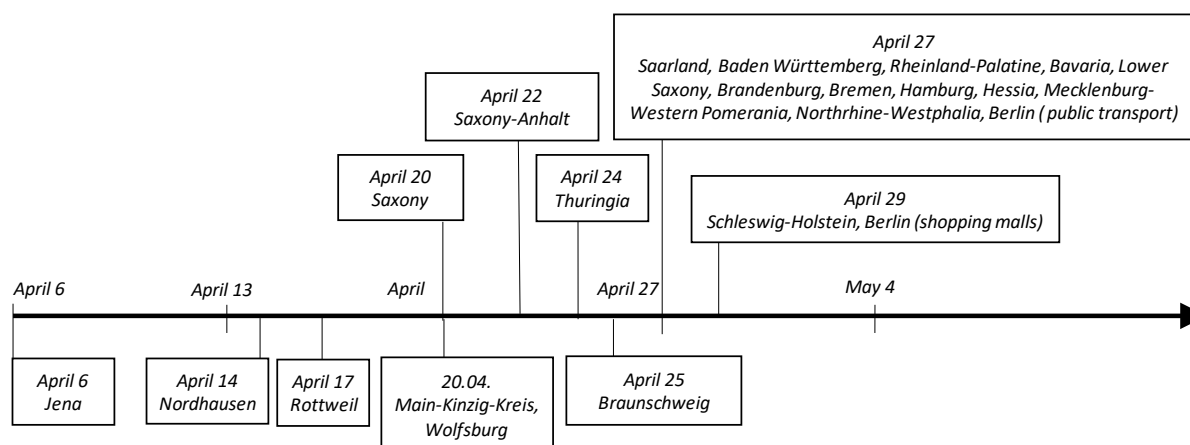 April 27
Saarland, Baden Württemberg, Rheinland-Palatine, Bavaria, Lower
Saxony, Brandenburg, Bremen, Hamburg, Hessia, Mecklenburg-
Western Pomerania, Northrhine-Westphalia, Berlin ( public transport)
April 22
Saxony-Anhalt
April 20
Saxony
April 24
Thuringia
April 29
Schleswig-Holstein, Berlin (shopping malls)
April 6
April 13
April
April 27
May 4
April 6
Jena
April 14
Nordhausen
April 17
Rottweil
20.04.
Main-Kinzig-Kreis,
Wolfsburg
April 25
Braunschweig